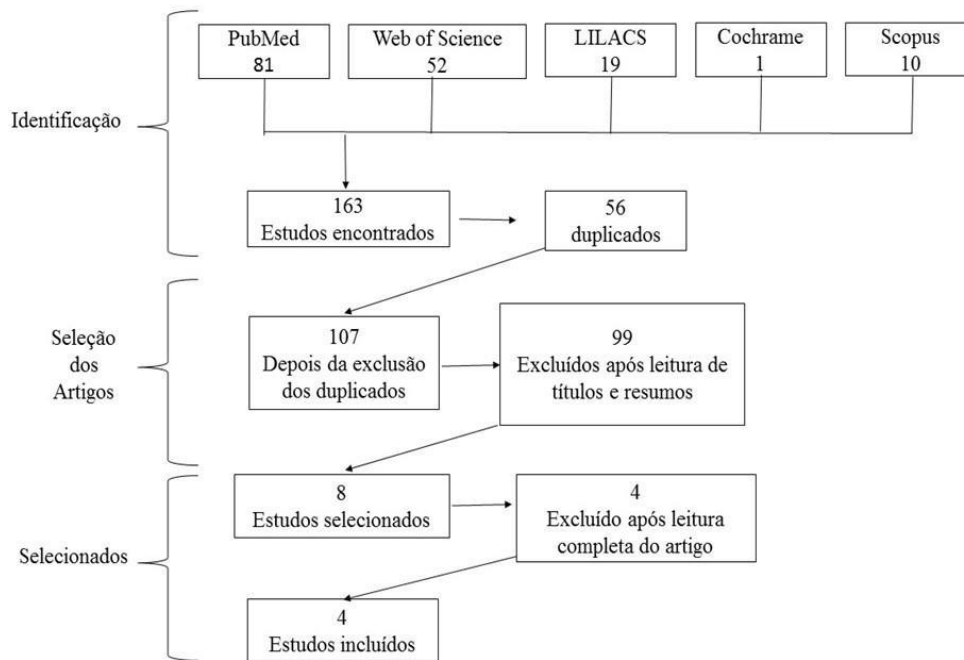 PubMed
81
Web of Science
52
LILACS
19
Cochrame
1
Scopus
10
Identificação
163
Estudos encontrados
56
duplicados
Seleção
dos
Artigos
107
Depois da exclusão
dos duplicados
99
Excluídos após leitura de
títulos e resumos
Selecionados
8
Estudos selecionados
4
Excluído após leitura
completa do artigo
4
Estudos incluídos